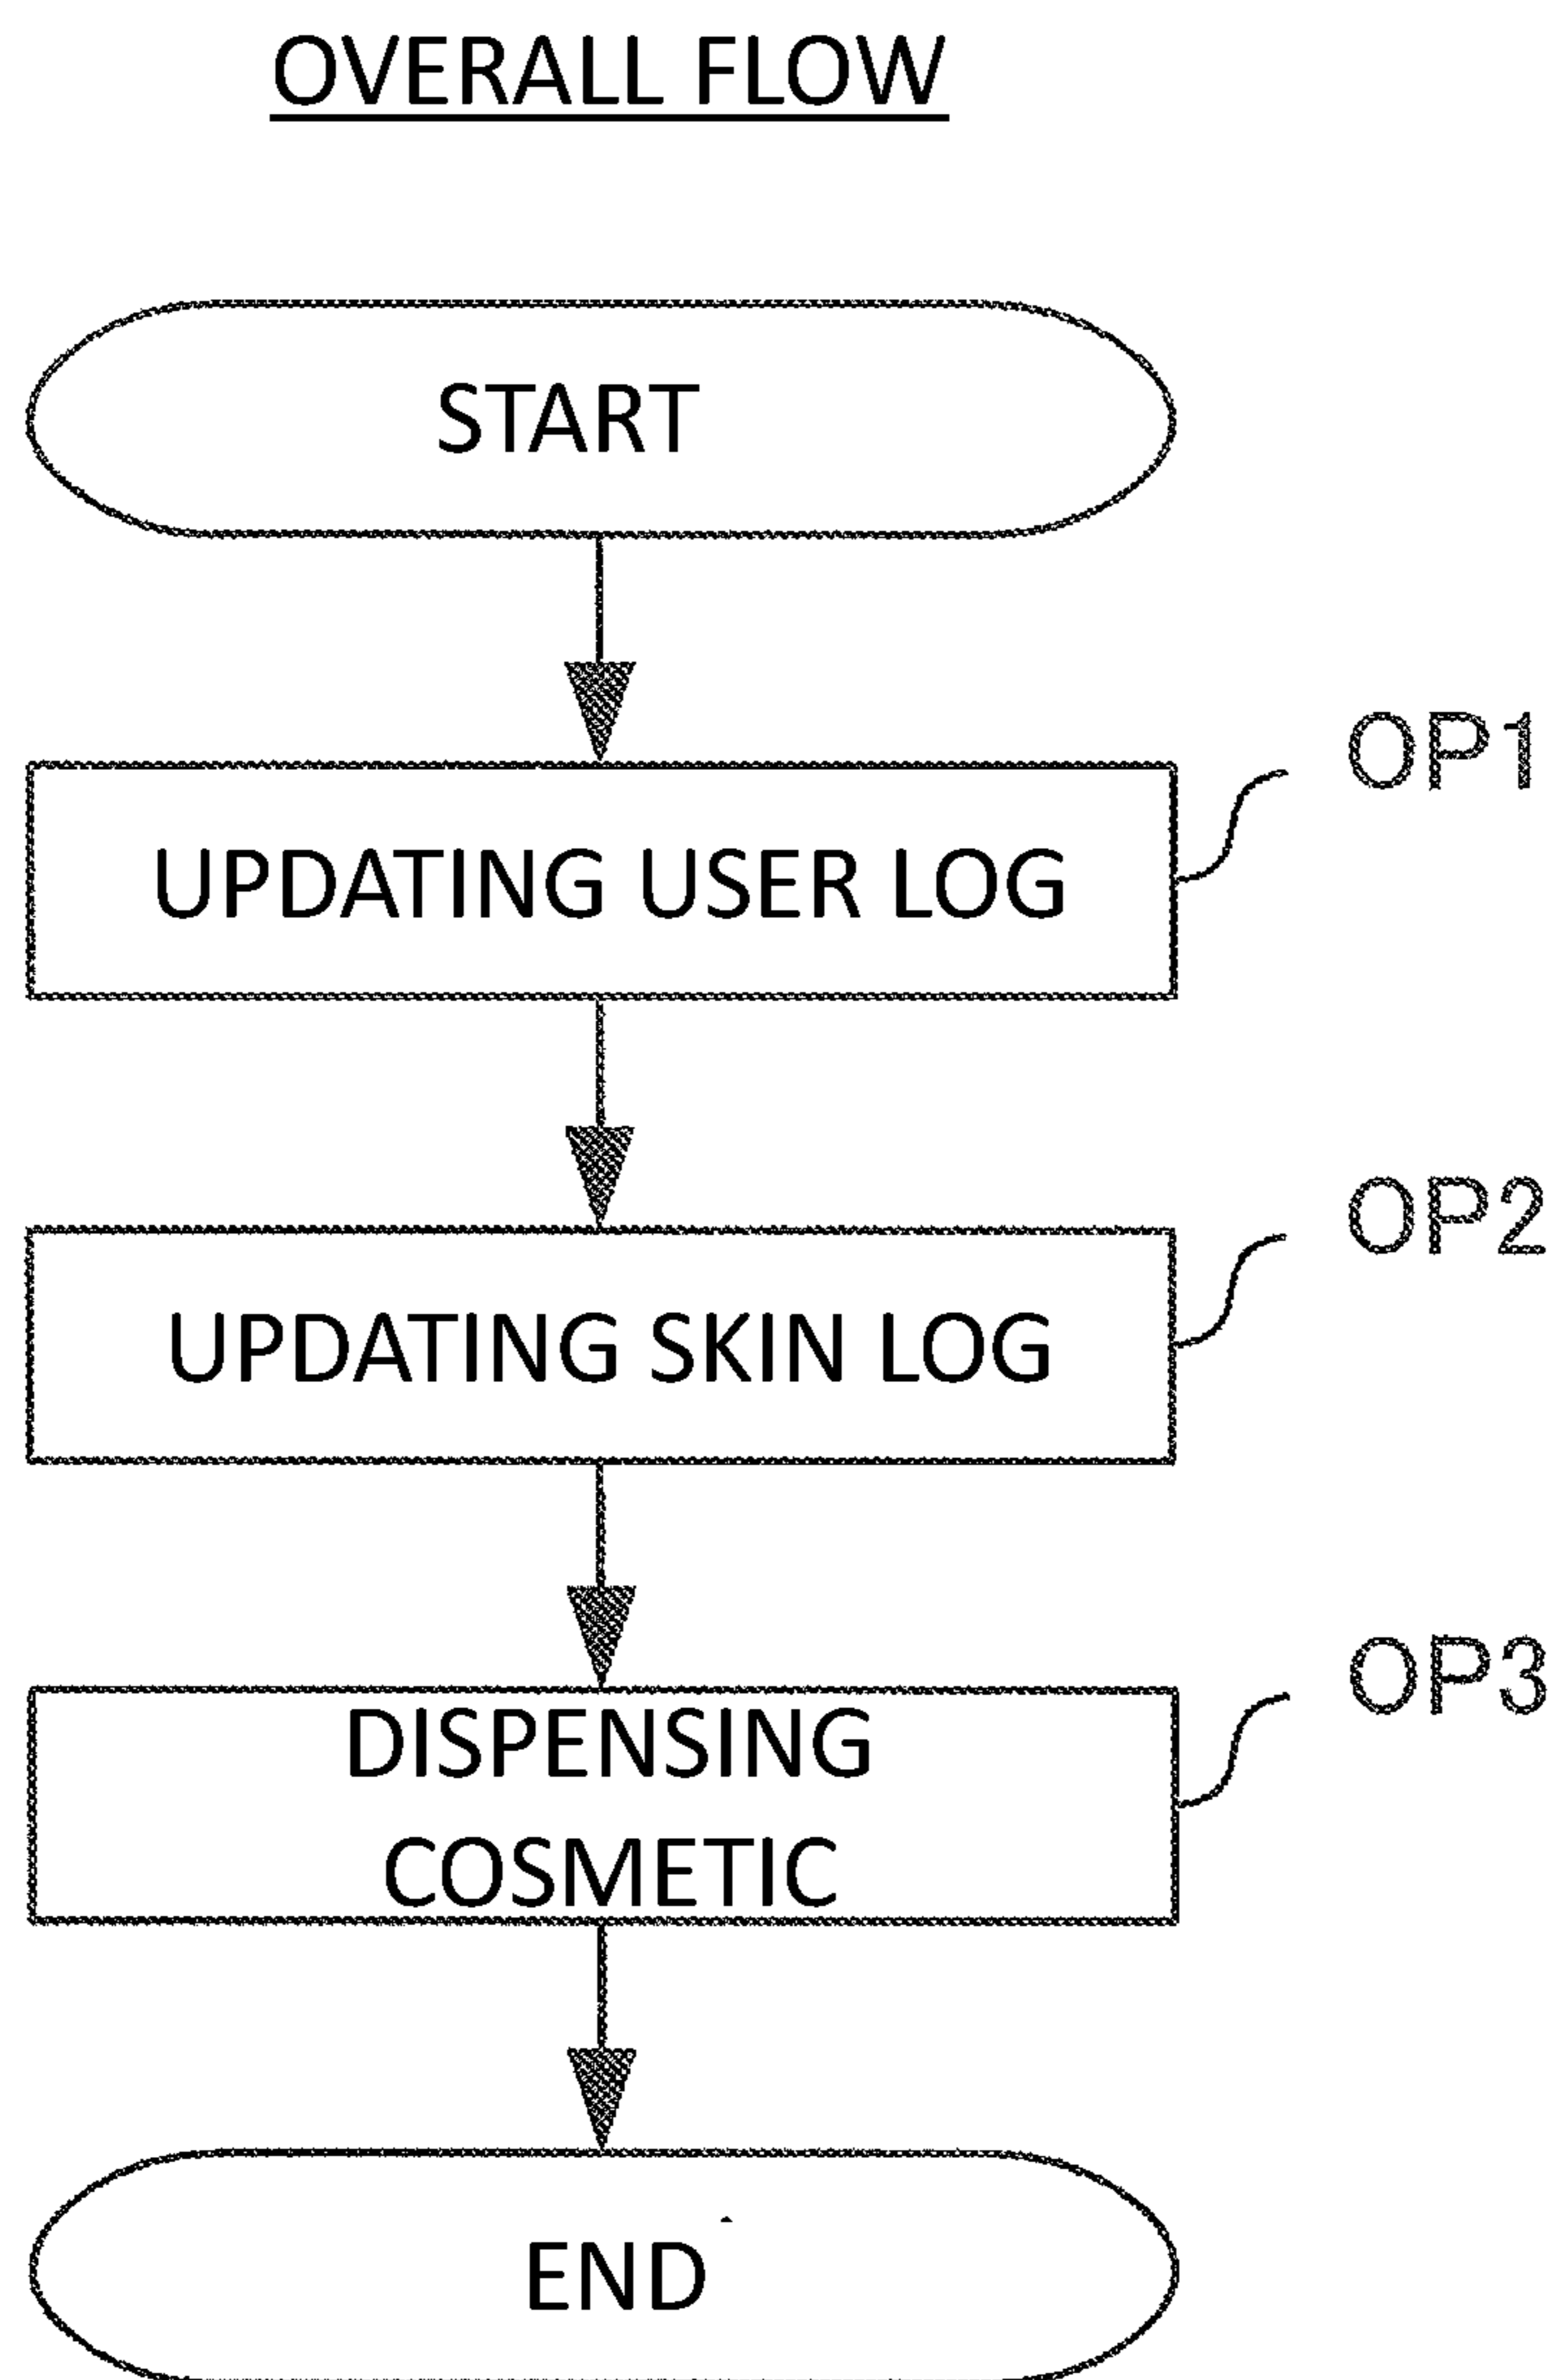 OVERALL FLOW
START
OP1
UPDATING USER LOG
OP2
UPDATING SKIN LOG
OP3
DISPENSING
COSMETIC
END